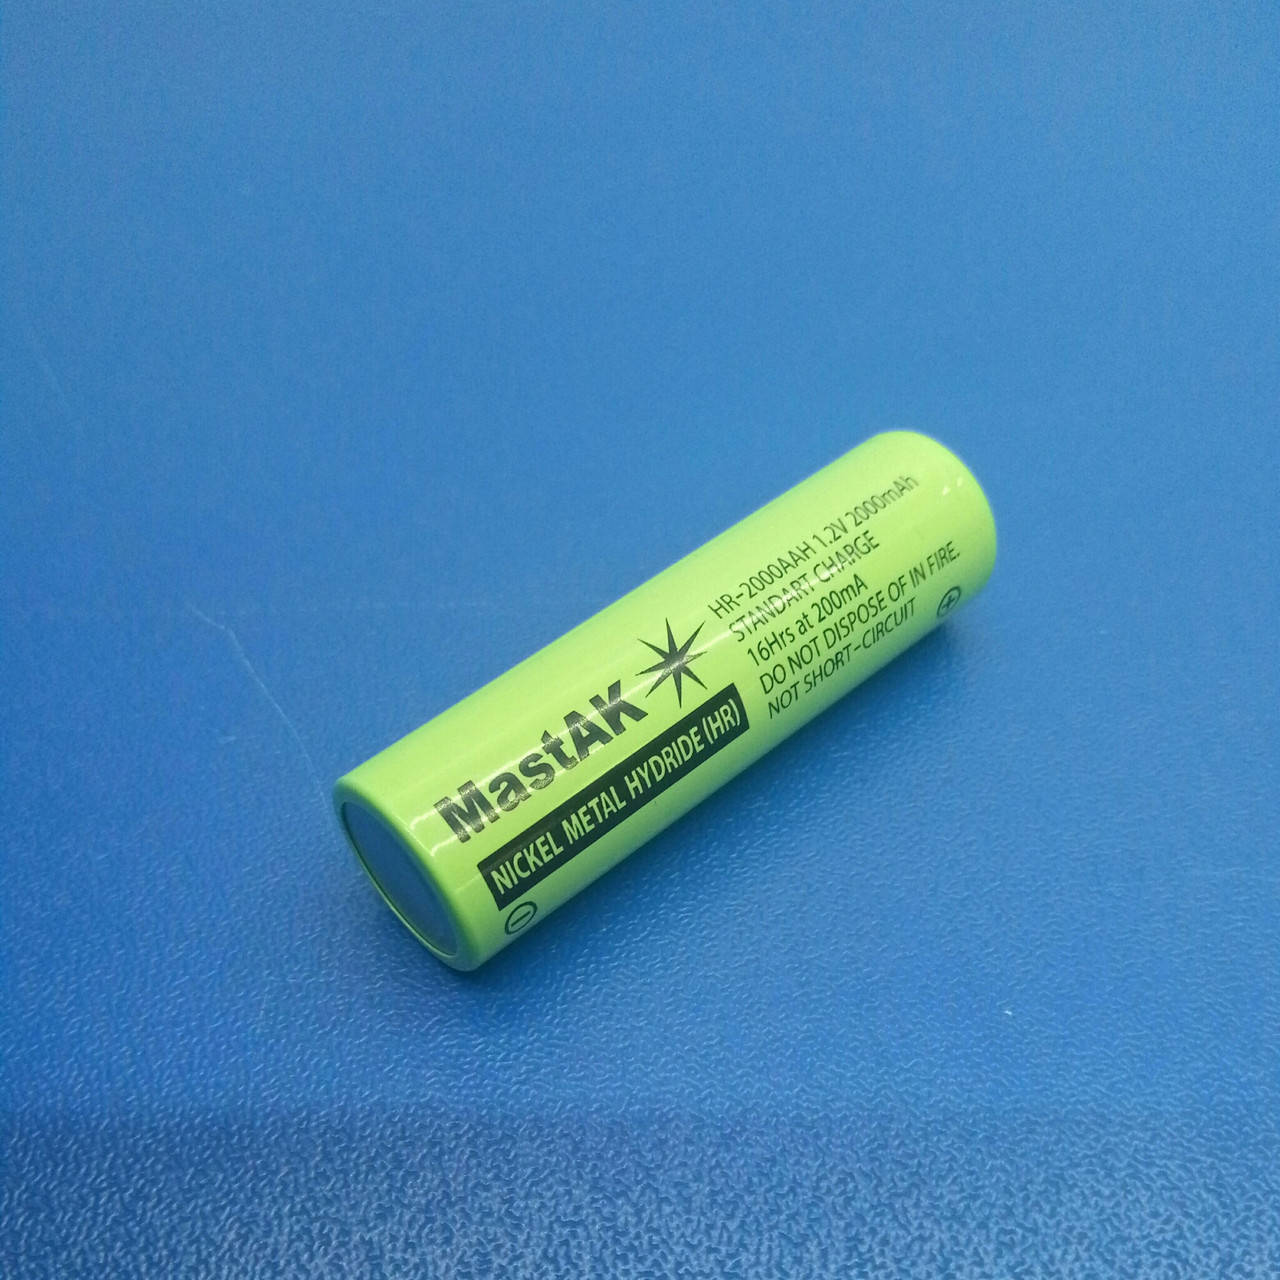 MastAK
NICKEL METAL HYDRIDE (HR)
HR-2000AAH 1.2V 2000mAh
STANDART CHARGE
16Hrs at 200mA
DO NOT DISPOSE OF IN FIRE.
NOT SHORT-CIRCUIT